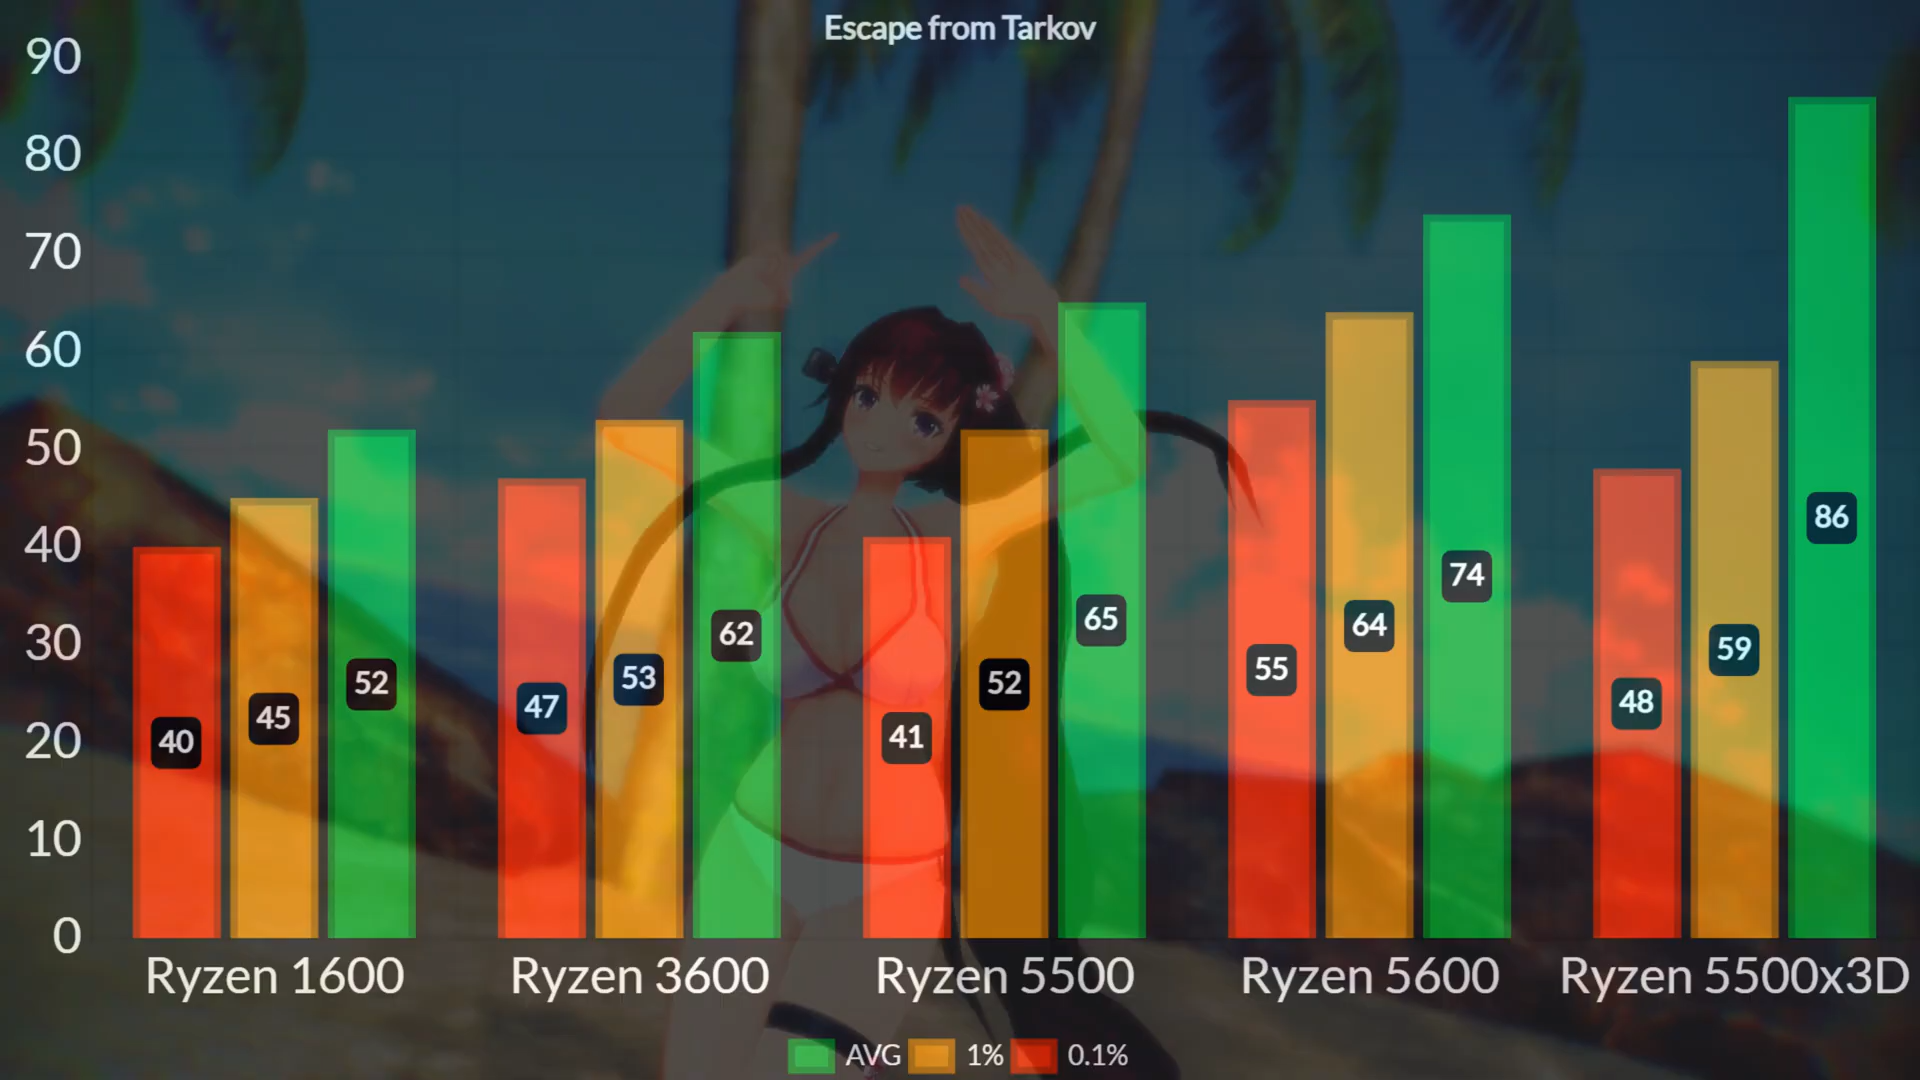 Escape from Tarkov
90
80
70
60
50
40
30
20
10
0
40 45 52
47 53 62
41 52 65
55 64 74
48 59 86
Ryzen 1600 Ryzen 3600 Ryzen 5500 Ryzen 5600 Ryzen 5500x3D
AVG 1% 0.1%